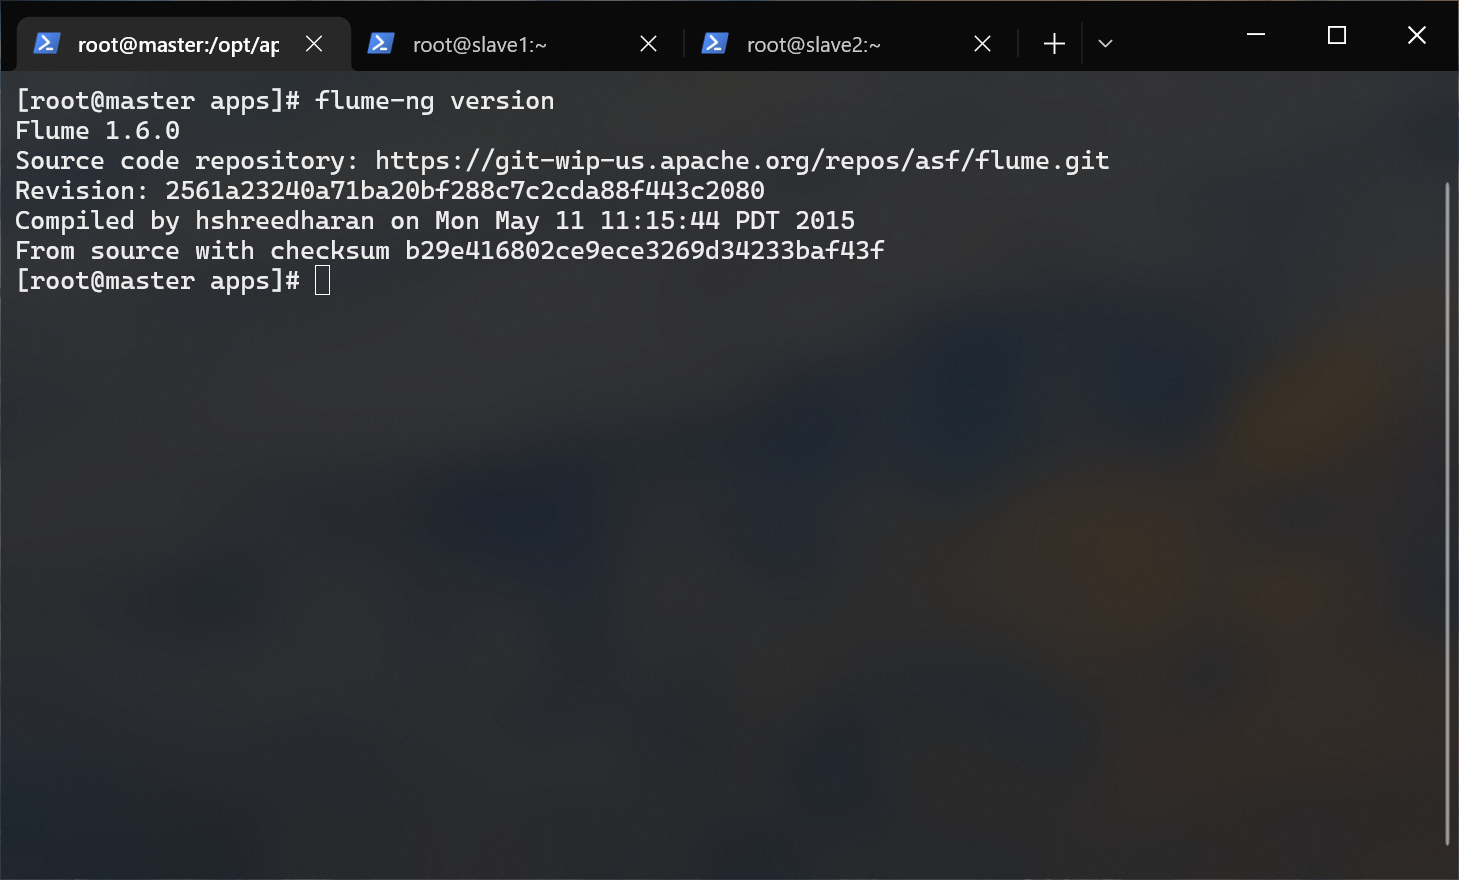 root@master:/opt/ap
root@slave1:~
root@slave2:~
[root@master apps]# flume-ng version
Flume 1.6.0
Source code repository: https://git-wip-us.apache.org/repos/asf/flume.git
Revision: 2561a23240a71ba20bf288c7c2cda88f443c2080
Compiled by hshreedharan on Mon May 11 11:15:44 PDT 2015
From source with checksum b29e416802ce9ece3269d34233baf43f
[root@master apps]#